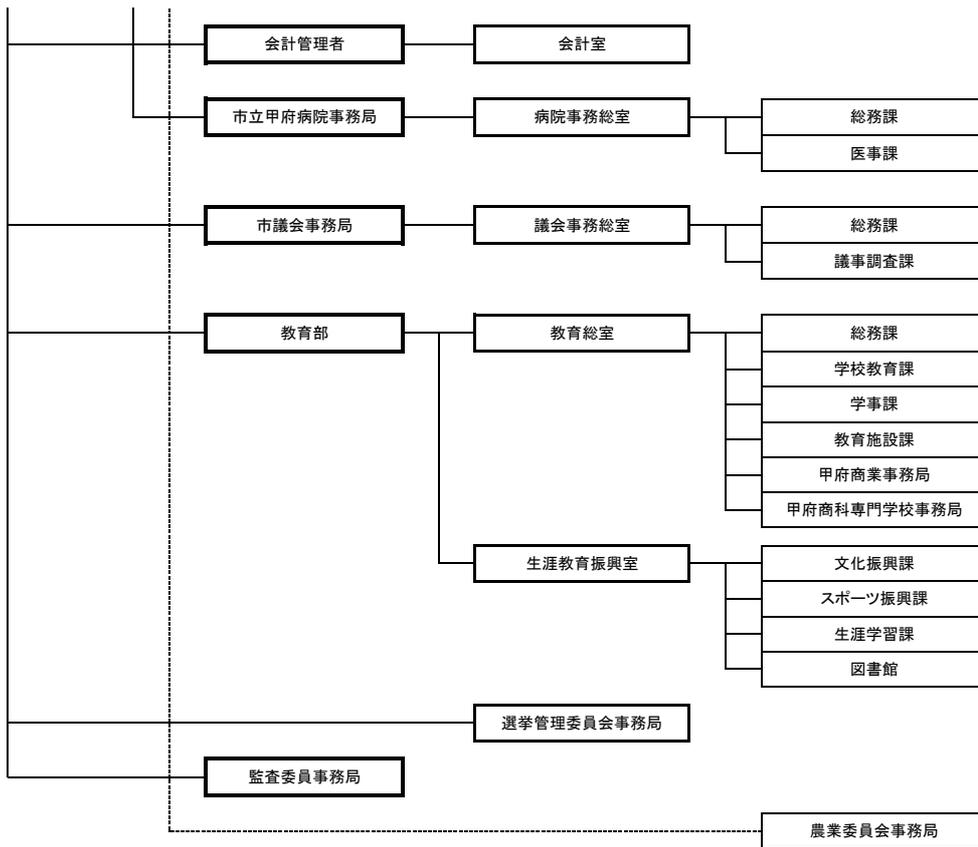 会計管理者
会計室
市立甲府病院事務局
病院事務総室
総務課
医事課
市議会事務局
議会事務総室
総務課
議事調査課
教育部
教育総室
総務課
学校教育課
学事課
教育施設課
甲府商業事務局
甲府商科専門学校事務局
生涯教育振興室
文化振興課
スポーツ振興課
生涯学習課
図書館
選挙管理委員会事務局
監査委員事務局
農業委員会事務局